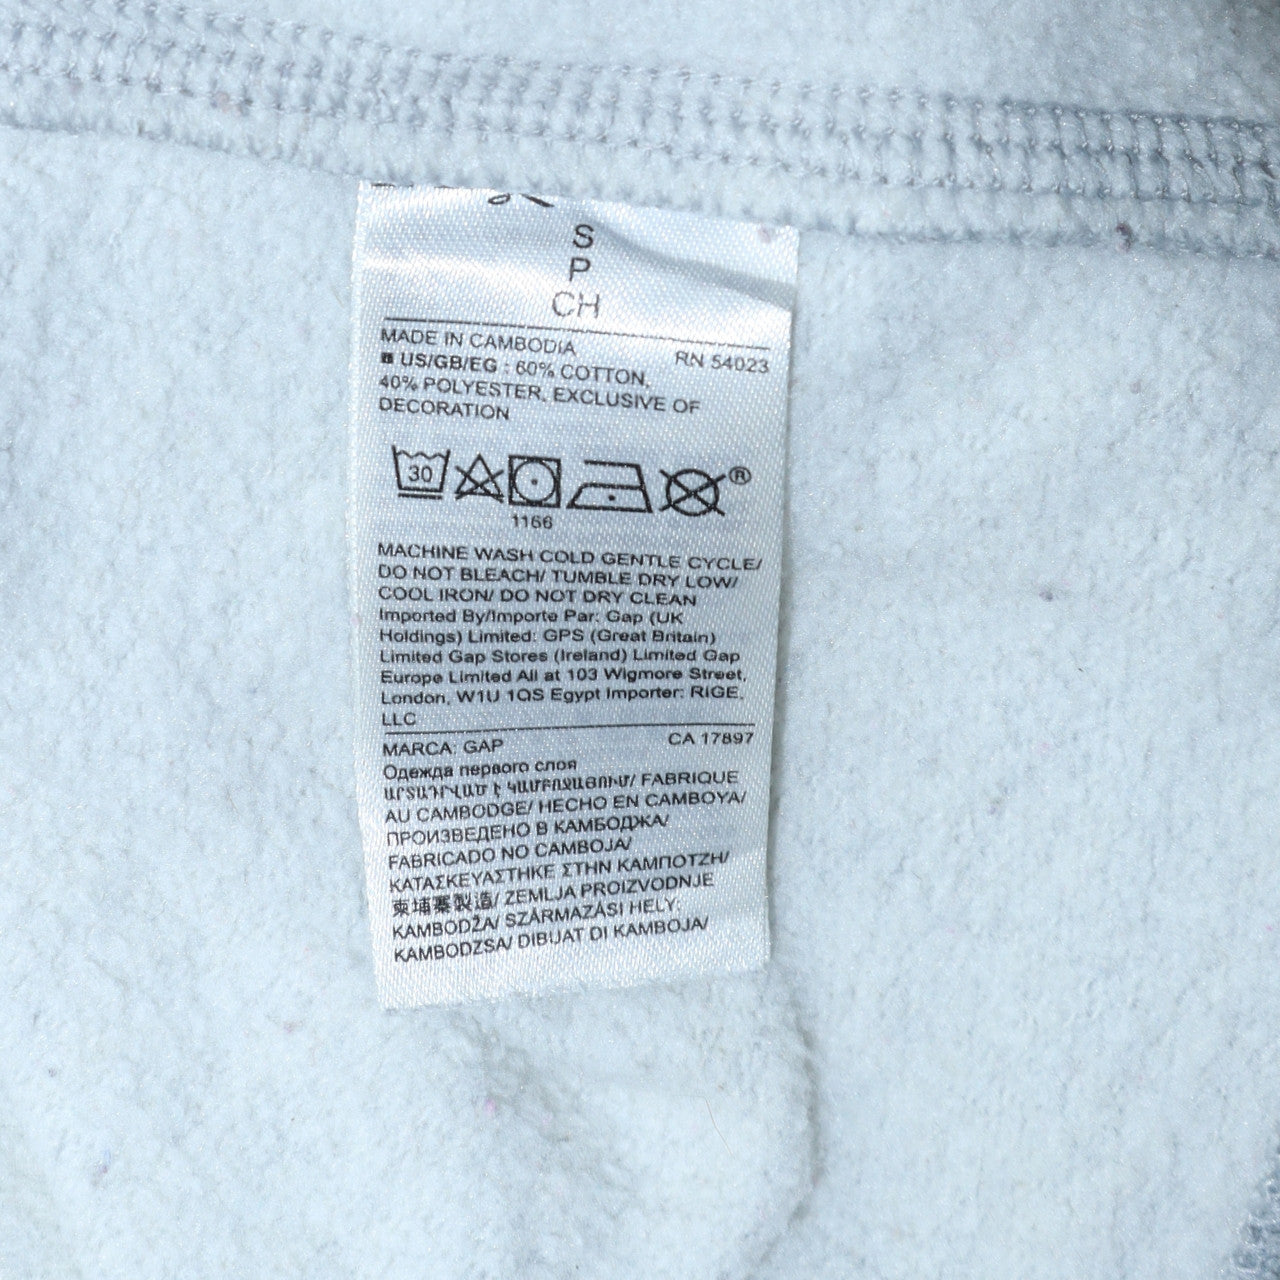 S
P
CH
MADE IN CAMBODIA RN 54023
US/GB/EG : 60% COTTON,
40% POLYESTER, EXCLUSIVE OF
DECORATION
30 ®
1166
MACHINE WASH COLD GENTLE CYCLE/
DO NOT BLEACH/ TUMBLE DRY LOW/
COOL IRON/ DO NOT DRY CLEAN
Imported By/Importe Par: Gap (UK
Holdings) Limited: GPS (Great Britain)
Limited Gap Stores (Ireland) Limited Gap
Europe Limited All at 103 Wigmore Street,
London, W1U 1QS Egypt Importer: RIGE,
LLC
MARCA: GAP CA 17897
Одежда первого слоя
ԱՐՏԱԴՐՎԱԾ Է ԿԱՄԲՈՋԱՅՈՒՄ/ FABRIQUE
AU CAMBODGE/ HECHO EN CAMBOYA/
ПРОИЗВЕДЕНО В КАМБОДЖА/
FABRICADO NO CAMBOJA/
ΚΑΤΑΣΚΕΥΑΣΤΗΚΕ ΣΤΗΝ ΚΑΜΠΟΤΖΗ/
柬埔寨製造/ ZEMLJA PROIZVODNJE
KAMBODŽA/ SZÁRMAZÁSI HELY:
KAMBODZSA/ DIBUAT DI KAMBOJA/